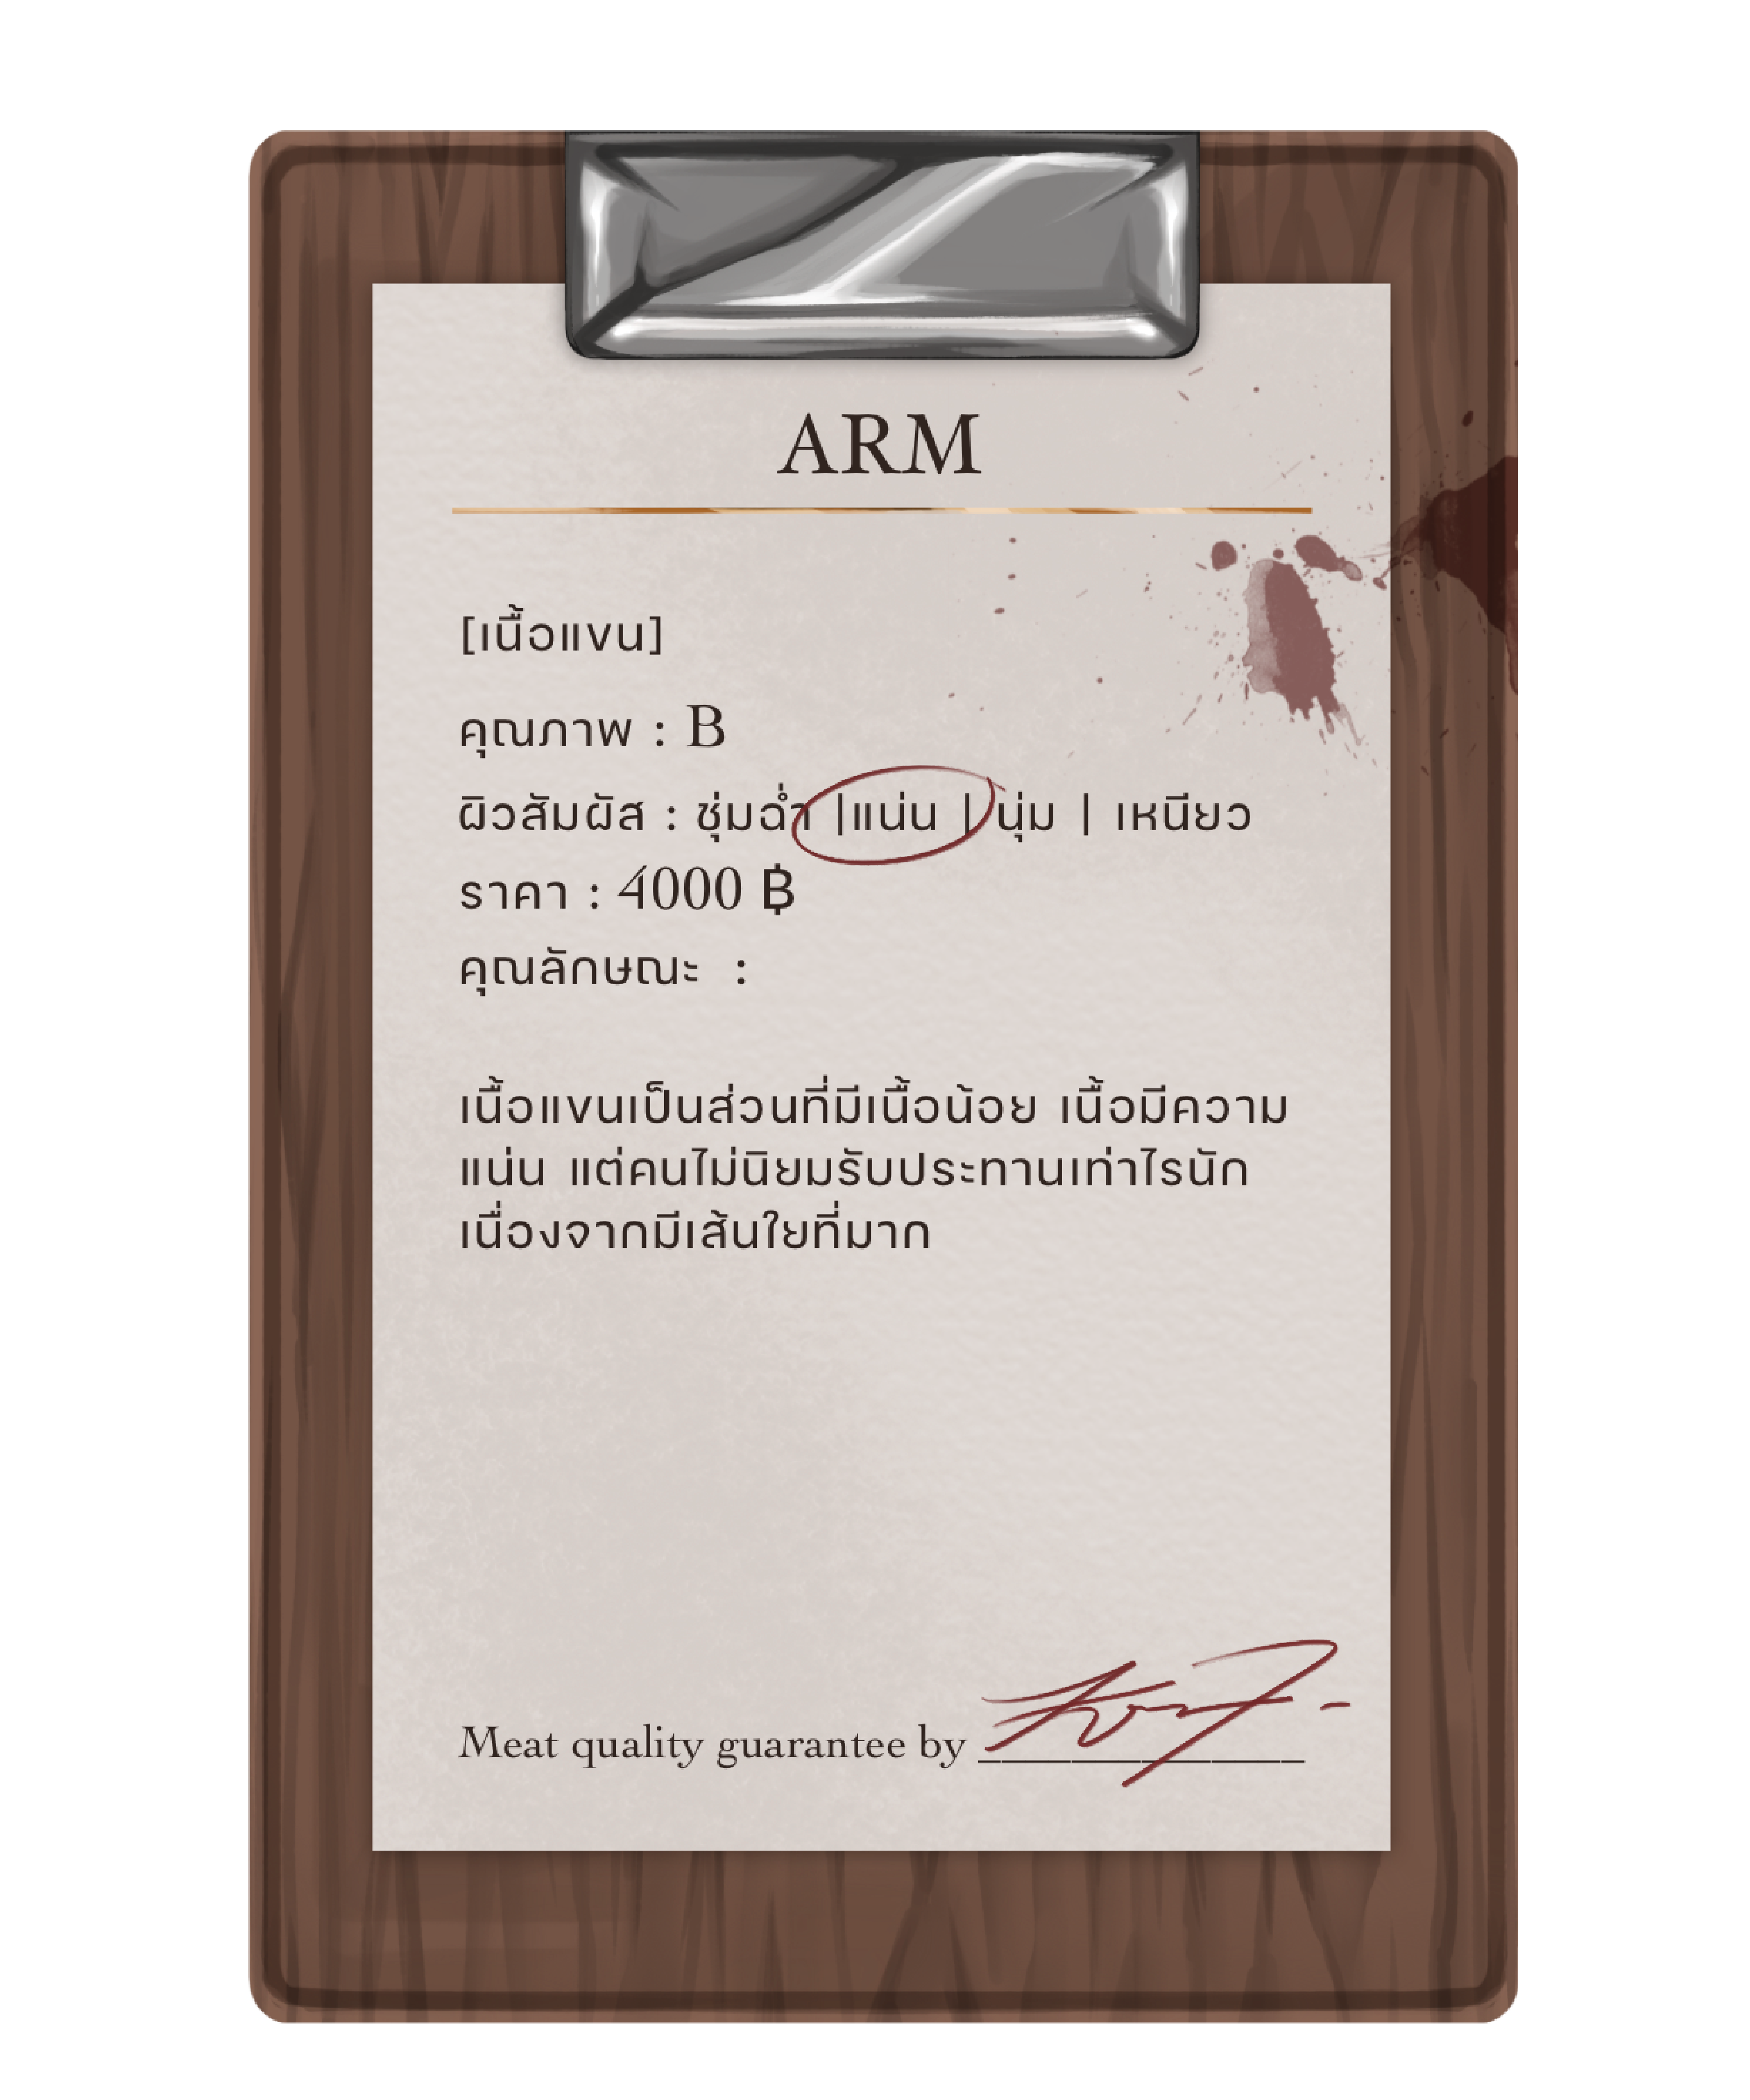 ARM
[เนื้อแขน]
คุณภาพ : B
ผิวสัมผัส : ชุ่มฉ่ำ |แน่น | นุ่ม | เหนียว
ราคา : 4000 ฿
คุณลักษณะ :
เนื้อแขนเป็นส่วนที่มีเนื้อน้อย เนื้อมีความ
แน่น แต่คนไม่นิยมรับประทานเท่าไรนัก
เนื่องจากมีเส้นใยที่มาก
Meat quality guarantee by